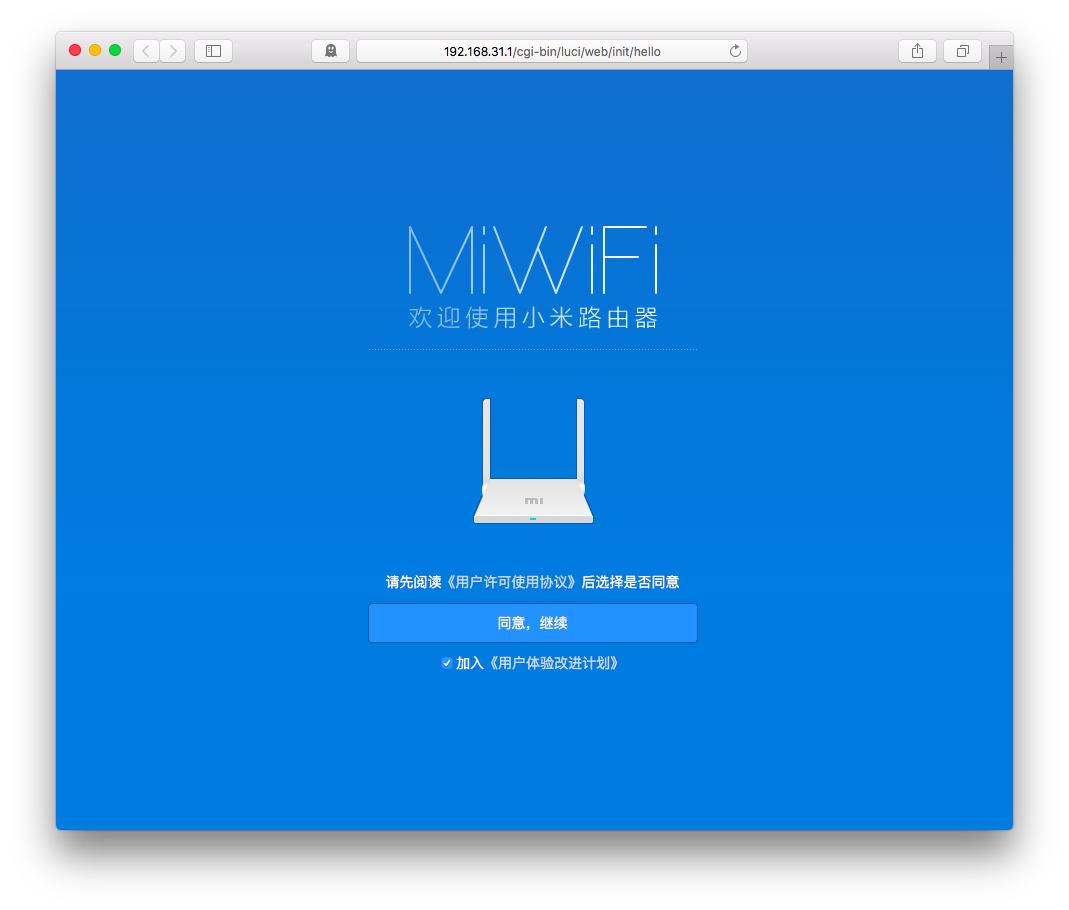 192.168.31.1/cgi-bin/luci/web/init/hello
MiWiFi
欢迎使用小米路由器
mi
请先阅读《用户许可使用协议》后选择是否同意
同意，继续
加入《用户体验改进计划》